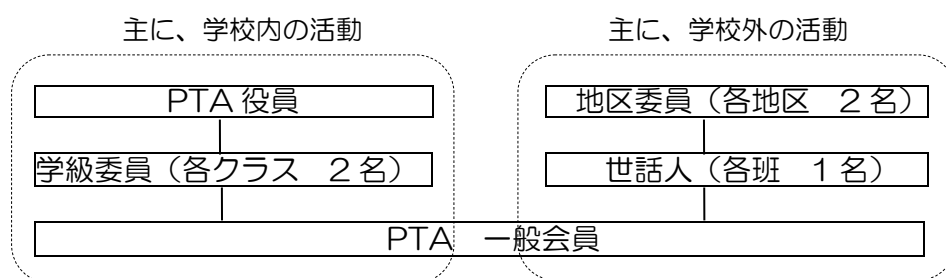 主に、学校内の活動　主に、学校外の活動
PTA 役員　地区委員（各地区　２名）
学級委員（各クラス　２名）　世話人（各班　１名）
PTA　一般会員